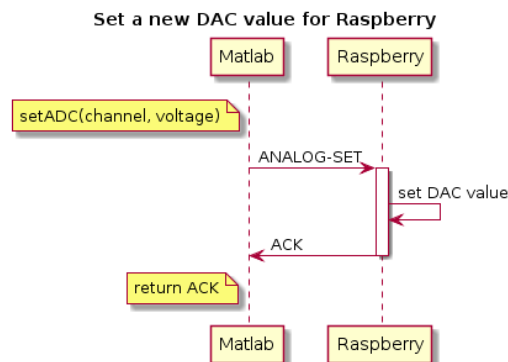 Set a new DAC value for Raspberry
Matlab Raspberry
setADC(channel, voltage)
ANALOG-SET
set DAC value
ACK
return ACK
Matlab Raspberry